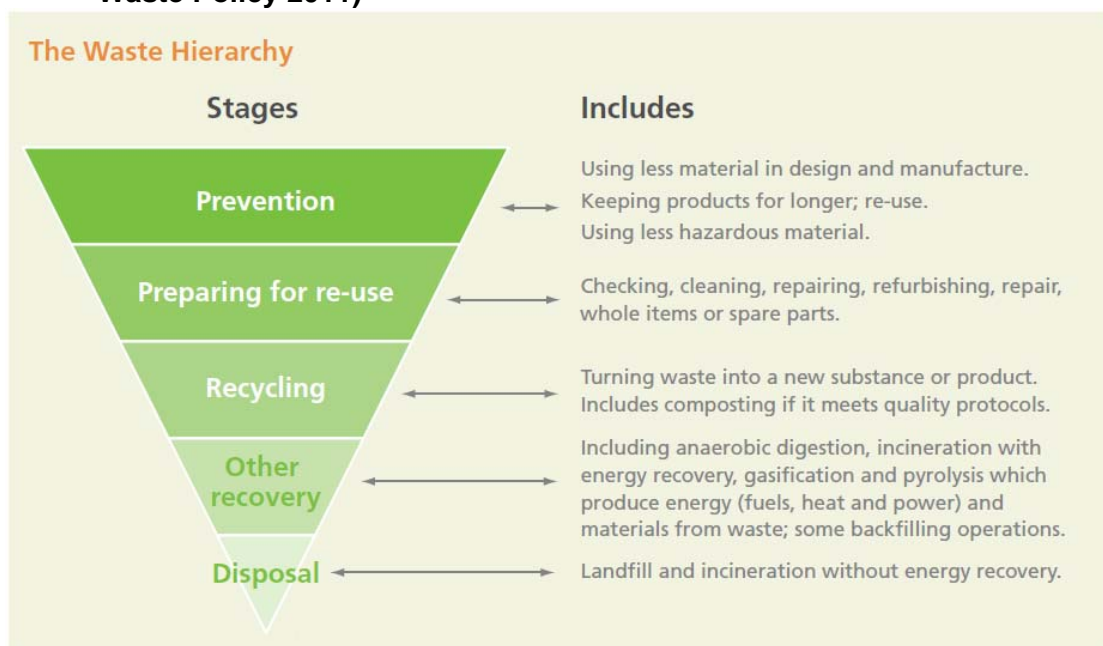 Waste Policy 2011)
The Waste Hierarchy
Stages
Includes
Prevention
Using less material in design and manufacture.
Keeping products for longer; re-use.
Using less hazardous material.
Preparing for re-use
Checking, cleaning, repairing, refurbishing, repair,
whole items or spare parts.
Recycling
Turning waste into a new substance or product.
Includes composting if it meets quality protocols.
Other
recovery
Including anaerobic digestion, incineration with
energy recovery, gasification and pyrolysis which
produce energy (fuels, heat and power) and
materials from waste; some backfilling operations.
Disposal
Landfill and incineration without energy recovery.